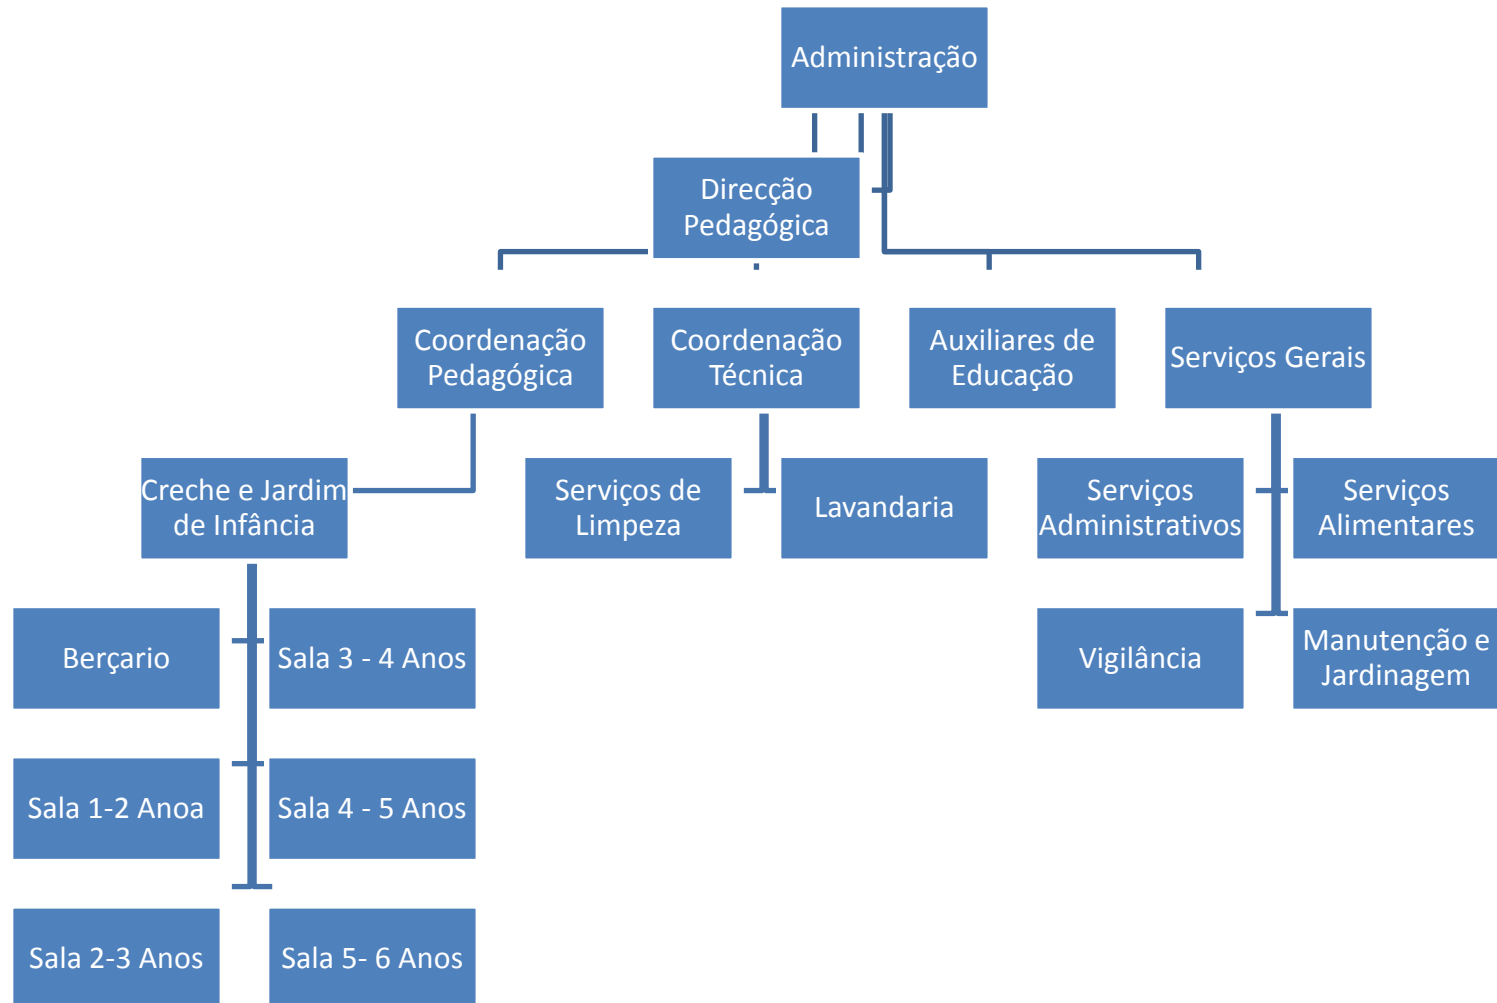 Administração
Direcção
Pedagógica
Coordenação
Pedagógica
Coordenação
Técnica
Auxiliares de
Educação
Serviços Gerais
Creche e Jardim
de Infância
Serviços de
Limpeza
Lavandaria
Serviços
Administrativos
Serviços
Alimentares
Berçario
Sala 3 - 4 Anos
Vigilância
Manutenção e
Jardinagem
Sala 1-2 Anoa
Sala 4 - 5 Anos
Sala 2-3 Anos
Sala 5- 6 Anos